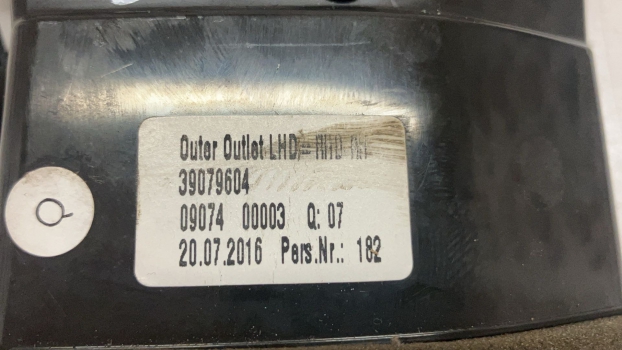 Outer Outlet LHD
39079604
09074 00003 Q: 07
20.07.2016 Pers.Nr.: 182